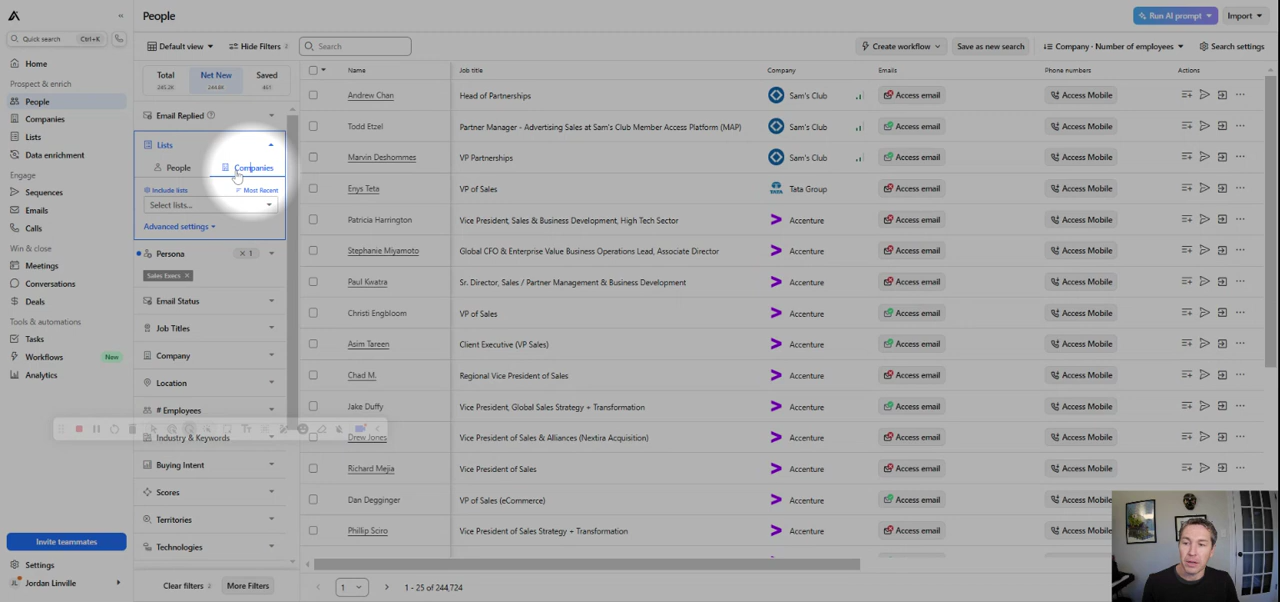 People
Run AI prompt
Import
Quick search
Ctrl+K
Default view
Hide Filters
2
Search
Create workflow
Save as new search
Company · Number of employees
Search settings
Home
Prospect & enrich
People
Companies
Lists
Data enrichment
Engage
Sequences
Emails
Calls
Win & close
Meetings
Conversations
Deals
Tools & automations
Tasks
Workflows
New
Analytics
Invite teammates
Settings
JL
Jordan Linville
Total
245.2K
Net New
244.8K
Saved
461
Email Replied
Lists
People
Companies
Include lists
Most Recent
Select lists...
Advanced settings
Persona
1
Sales Execs
Email Status
Job Titles
Company
Location
# Employees
Industry & Keywords
Buying Intent
Scores
Territories
Technologies
Clear filters 2
More Filters
Name Job title Company Emails Phone numbers Actions
Andrew Chan Head of Partnerships Sam's Club Access email Access Mobile
Todd Etzel Partner Manager - Advertising Sales at Sam's Club Member Access Platform (MAP) Sam's Club Access email Access Mobile
Marvin Deshommes VP Partnerships Sam's Club Access email Access Mobile
Enys Teta VP of Sales TATA Tata Group Access email Access Mobile
Patricia Harrington Vice President, Sales & Business Development, High Tech Sector Accenture Access email Access Mobile
Stephanie Miyamoto Global CFO & Enterprise Value Business Operations Lead, Associate Director Accenture Access email Access Mobile
Paul Kwatra Sr. Director, Sales / Partner Management & Business Development Accenture Access email Access Mobile
Christi Engbloom VP of Sales Accenture Access email Access Mobile
Asim Tareen Client Executive (VP Sales) Accenture Access email Access Mobile
Chad M. Regional Vice President of Sales Accenture Access email Access Mobile
Jake Duffy Vice President, Global Sales Strategy + Transformation Accenture Access email Access Mobile
Drew Jones Vice President of Sales & Alliances (Nextira Acquisition) Accenture Access email Access Mobile
Richard Mejia Vice President of Sales Accenture Access email Access Mobile
Dan Degginger VP of Sales (eCommerce) Accenture Access email Access Mobile
Phillip Sciro Vice President of Sales Strategy + Transformation Accenture Access email
1
1 - 25 of 244,724